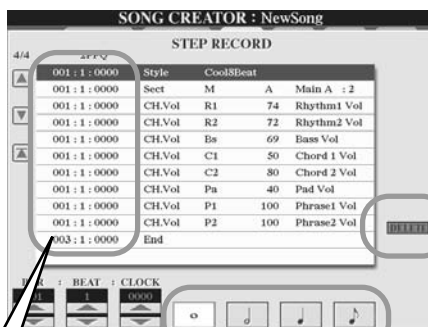 SONG CREATOR : NewSong
STEP RECORD
4/4
001 : 1 : 0000 Style Cool8Beat
001 : 1 : 0000 Sect M A Main A : 2
001 : 1 : 0000 CH.Vol R1 74 Rhythm1 Vol
001 : 1 : 0000 CH.Vol R2 72 Rhythm2 Vol
001 : 1 : 0000 CH.Vol Bs 69 Bass Vol
001 : 1 : 0000 CH.Vol C1 50 Chord 1 Vol
001 : 1 : 0000 CH.Vol C2 80 Chord 2 Vol
001 : 1 : 0000 CH.Vol Pa 40 Pad Vol
001 : 1 : 0000 CH.Vol P1 100 Phrase1 Vol
001 : 1 : 0000 CH.Vol P2 100 Phrase2 Vol
003 : 1 : 0000 End
DELETE
: BEAT : CLOCK
1 0000